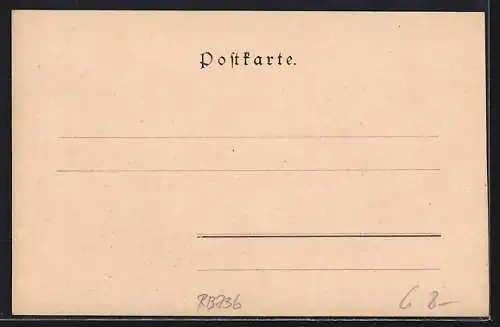 Poſtkarte.
RB736 6 8-